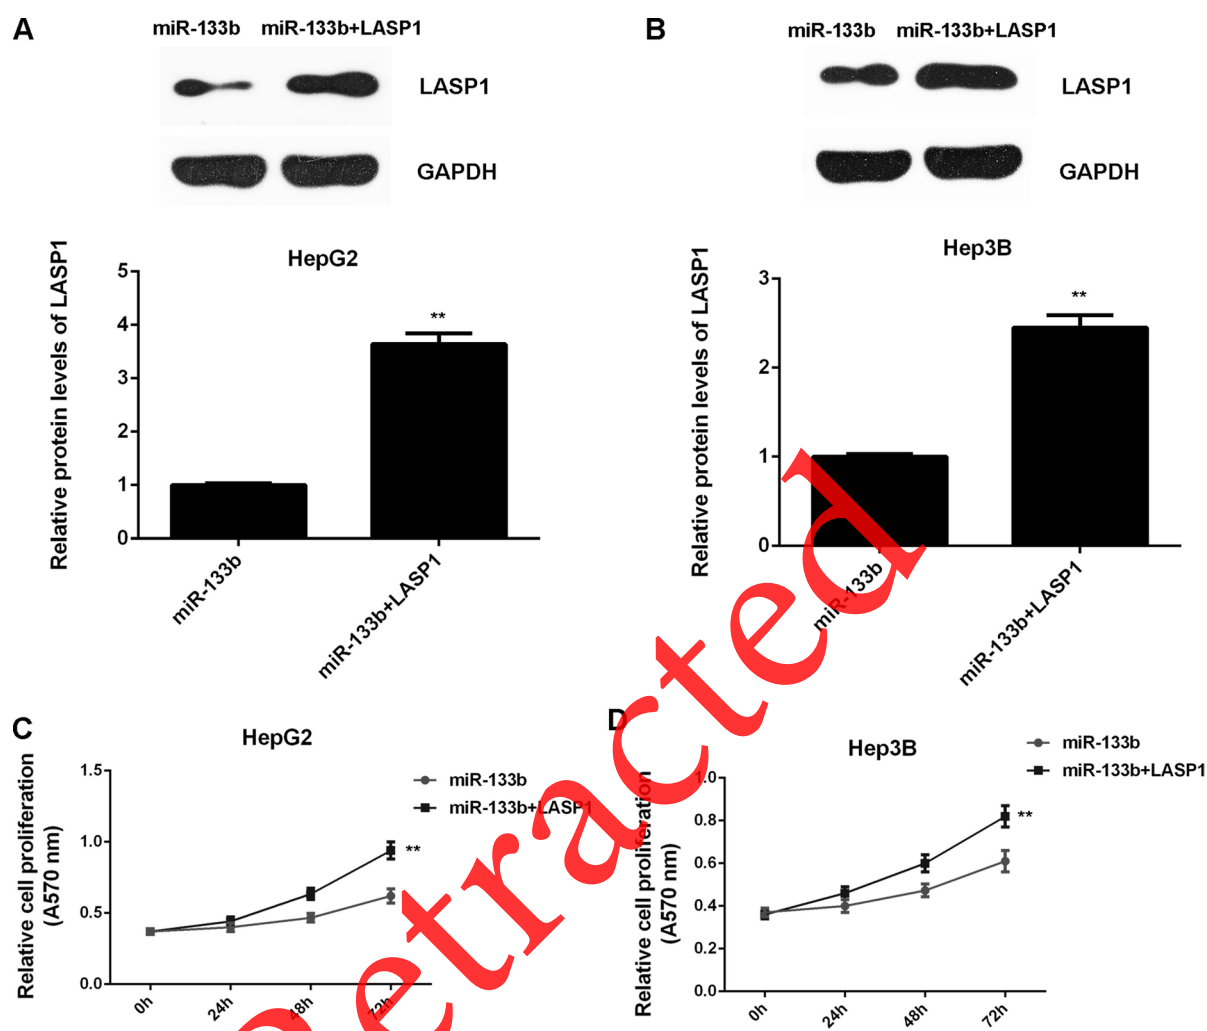 A
miR-133b miR-133b+LASP1
LASP1
GAPDH
HepG2
Relative protein levels of LASP1
5
4
3
2
1
0
**
miR-133b
miR-133b+LASP1
B
miR-133b miR-133b+LASP1
LASP1
GAPDH
Hep3B
Relative protein levels of LASP1
3
2
1
0
**
miR-133b
miR-133b+LASP1
C
HepG2
Relative cell proliferation
(A570 nm)
1.5
1.0
0.5
0.0
miR-133b
miR-133b+LASP1
**
0h 24h 48h 72h
D
Hep3B
Relative cell proliferation
(A570 nm)
1.0
0.8
0.6
0.4
0.2
0.0
miR-133b
miR-133b+LASP1
**
0h 24h 48h 72h
Retracted